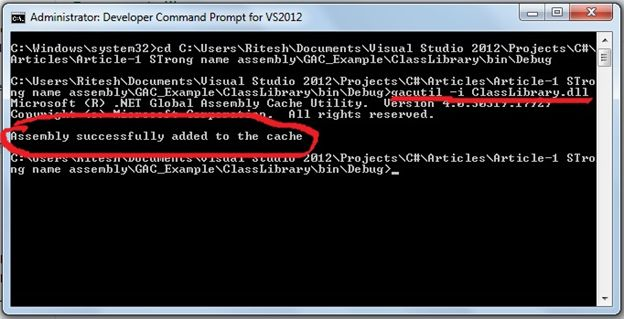 Administrator: Developer Command Prompt for VS2012
C:\Windows\system32>cd C:\Users\Ritesh\Documents\Visual Studio 2012\Projects\C#\
Articles\Article-1 STrong name assembly\GAC_Example\ClassLibrary\bin\Debug
C:\Users\Ritesh\Documents\Visual Studio 2012\Projects\C#\Articles\Article-1 STro
ng name assembly\GAC_Example\ClassLibrary\bin\Debug>gacutil -i ClassLibrary.dll
Microsoft (R) .NET Global Assembly Cache Utility.  Version 4.0.30319.17929
Copyright (c) Microsoft Corporation.  All rights reserved.
Assembly successfully added to the cache
C:\Users\Ritesh\Documents\Visual Studio 2012\Projects\C#\Articles\Article-1 STro
ng name assembly\GAC_Example\ClassLibrary\bin\Debug>_